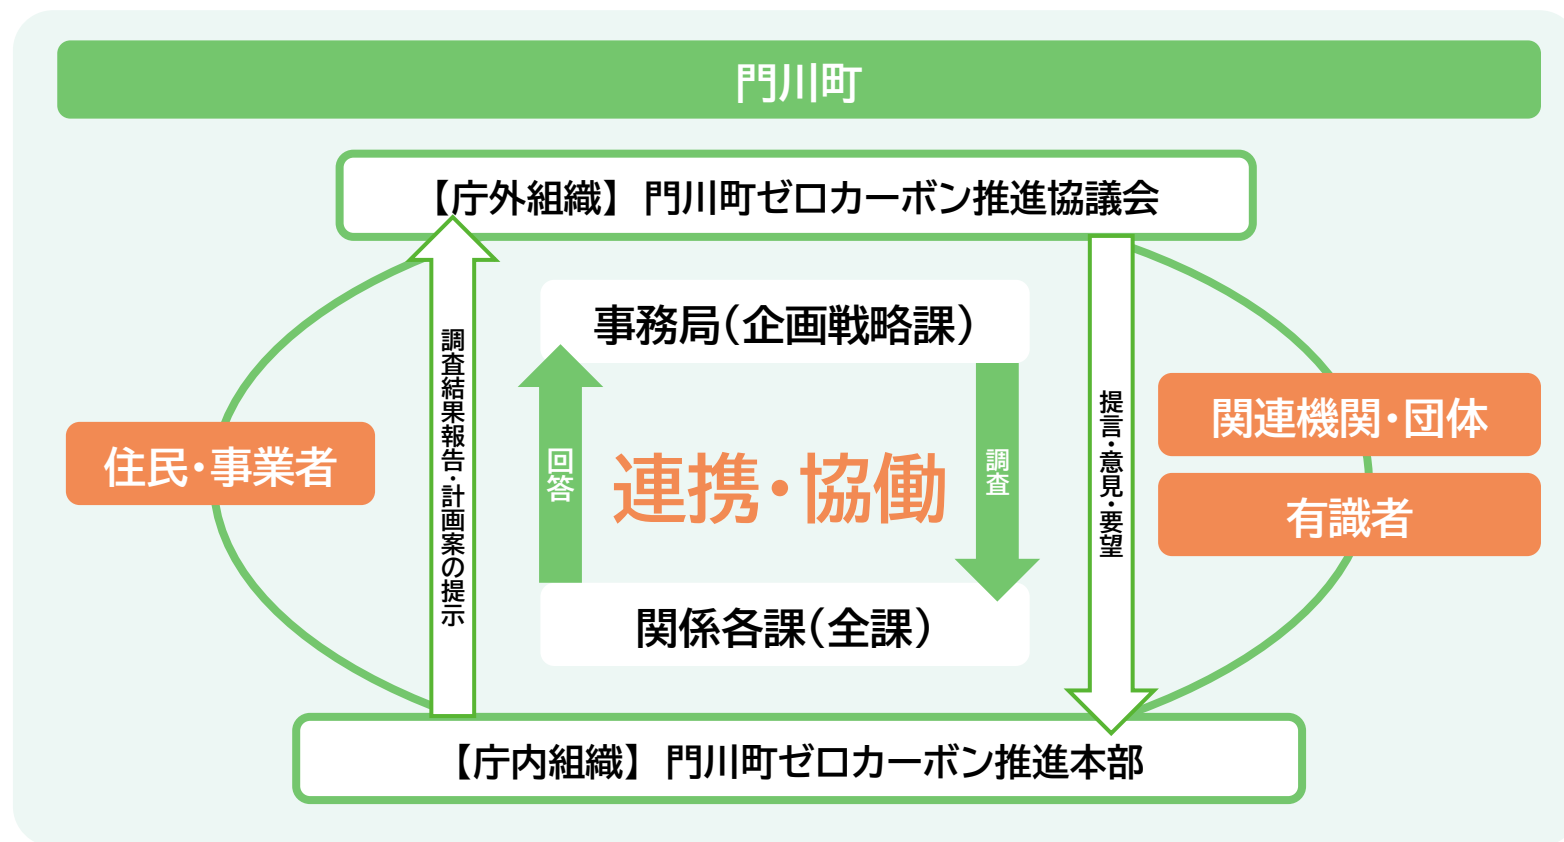 門川町
【庁外組織】門川町ゼロカーボン推進協議会
事務局（企画戦略課）
調査結果報告・計画案の提示
提言・意見・要望
関連機関・団体
住民・事業者
回答
連携・協働
調査
有識者
関係各課（全課）
【庁内組織】門川町ゼロカーボン推進本部